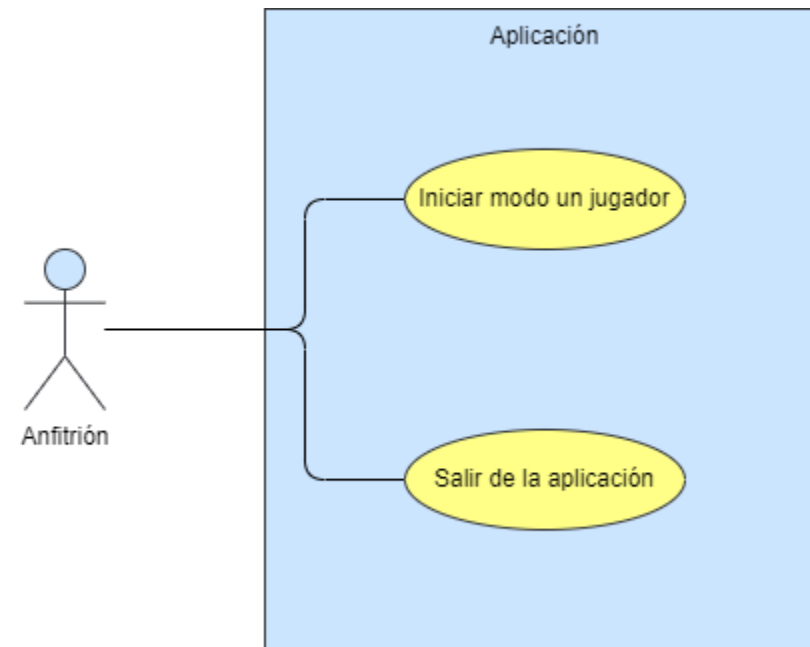 Aplicación
Iniciar modo un jugador
Anfitrión
Salir de la aplicación